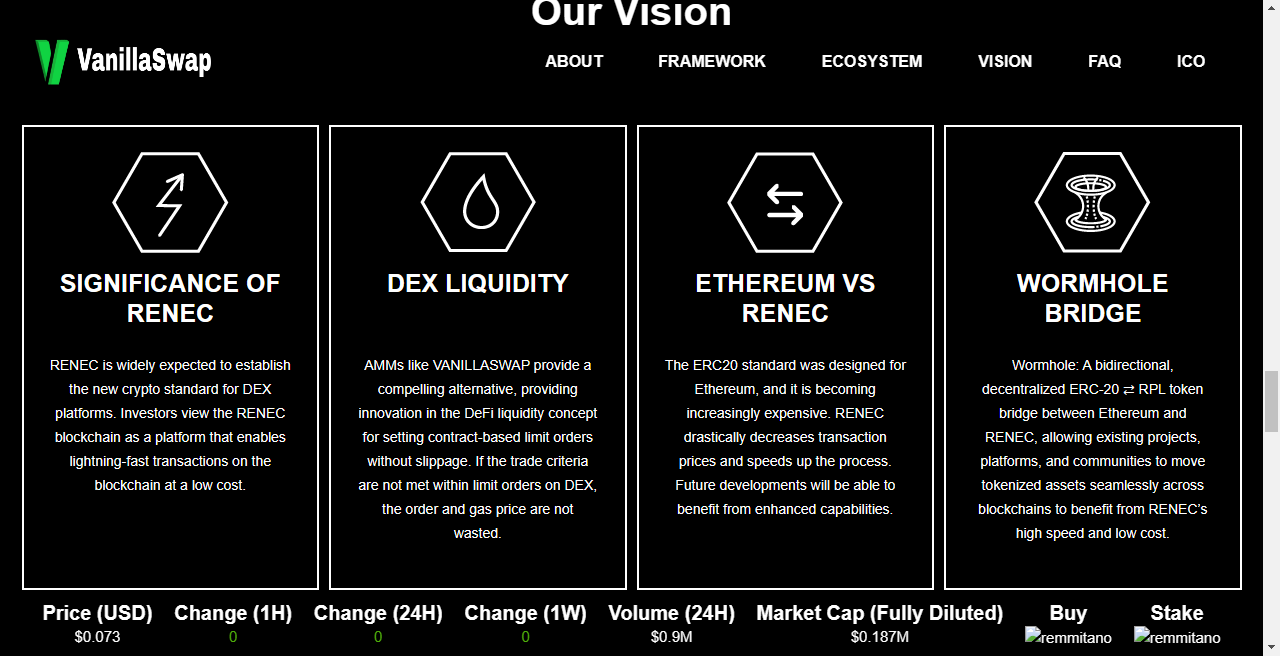 Our Vision
VanillaSwap
ABOUT FRAMEWORK ECOSYSTEM VISION FAQ ICO
SIGNIFICANCE OF
RENEC
RENEC is widely expected to establish
the new crypto standard for DEX
platforms. Investors view the RENEC
blockchain as a platform that enables
lightning-fast transactions on the
blockchain at a low cost.
DEX LIQUIDITY
AMMs like VANILLASWAP provide a
compelling alternative, providing
innovation in the DeFi liquidity concept
for setting contract-based limit orders
without slippage. If the trade criteria
are not met within limit orders on DEX,
the order and gas price are not
wasted.
ETHEREUM VS
RENEC
The ERC20 standard was designed for
Ethereum, and it is becoming
increasingly expensive. RENEC
drastically decreases transaction
prices and speeds up the process.
Future developments will be able to
benefit from enhanced capabilities.
WORMHOLE
BRIDGE
Wormhole: A bidirectional,
decentralized ERC-20 ⇄ RPL token
bridge between Ethereum and
RENEC, allowing existing projects,
platforms, and communities to move
tokenized assets seamlessly across
blockchains to benefit from RENEC's
high speed and low cost.
Price (USD) Change (1H) Change (24H) Change (1W) Volume (24H) Market Cap (Fully Diluted) Buy Stake
$0.073 0 0 0 $0.9M $0.187M remmitano remmitano